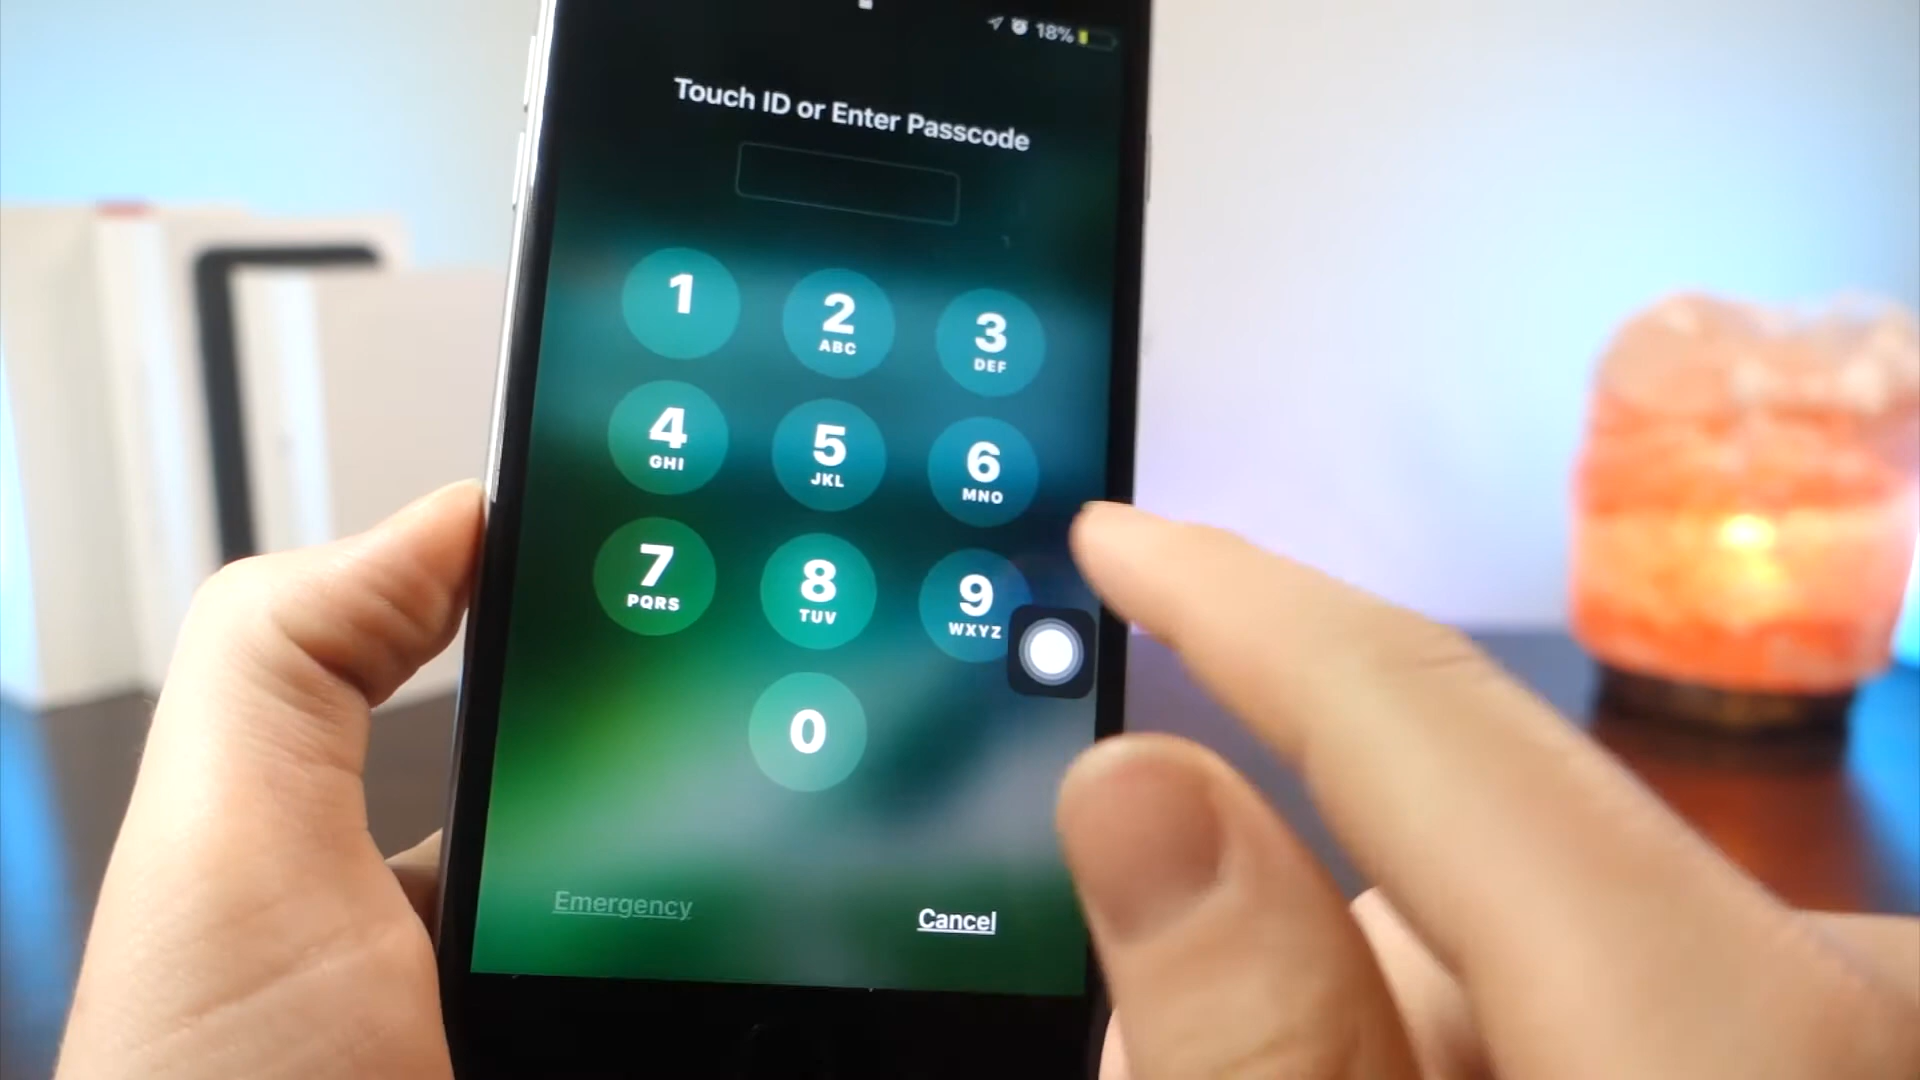 18%
Touch ID or Enter Passcode
1 2 3
ABC DEF
4 5 6
GHI JKL MNO
7 8 9
PQRS TUV WXYZ
0
Emergency Cancel